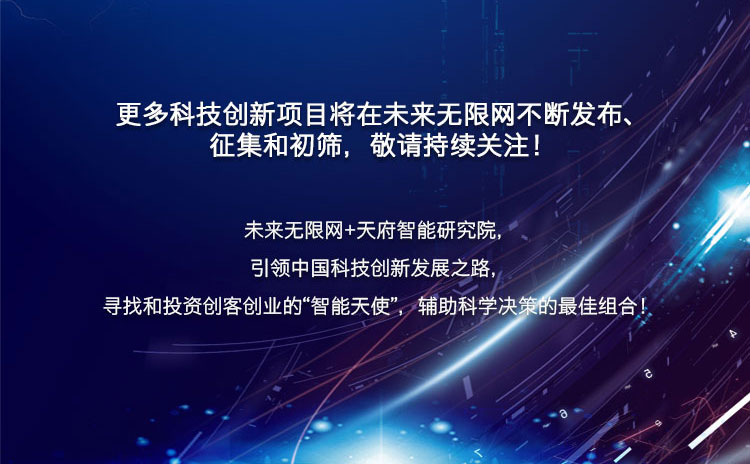 更多科技创新项目将在未来无限网不断发布、
征集和初筛，敬请持续关注！
未来无限网+天府智能研究院，
引领中国科技创新发展之路，
寻找和投资创客创业的“智能天使”，辅助科学决策的最佳组合！
4
5
6
7